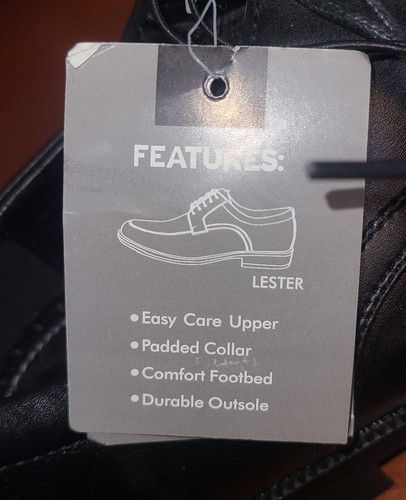 FEATURES:
LESTER
•Easy Care Upper
•Padded Collar
•Comfort Footbed
•Durable Outsole